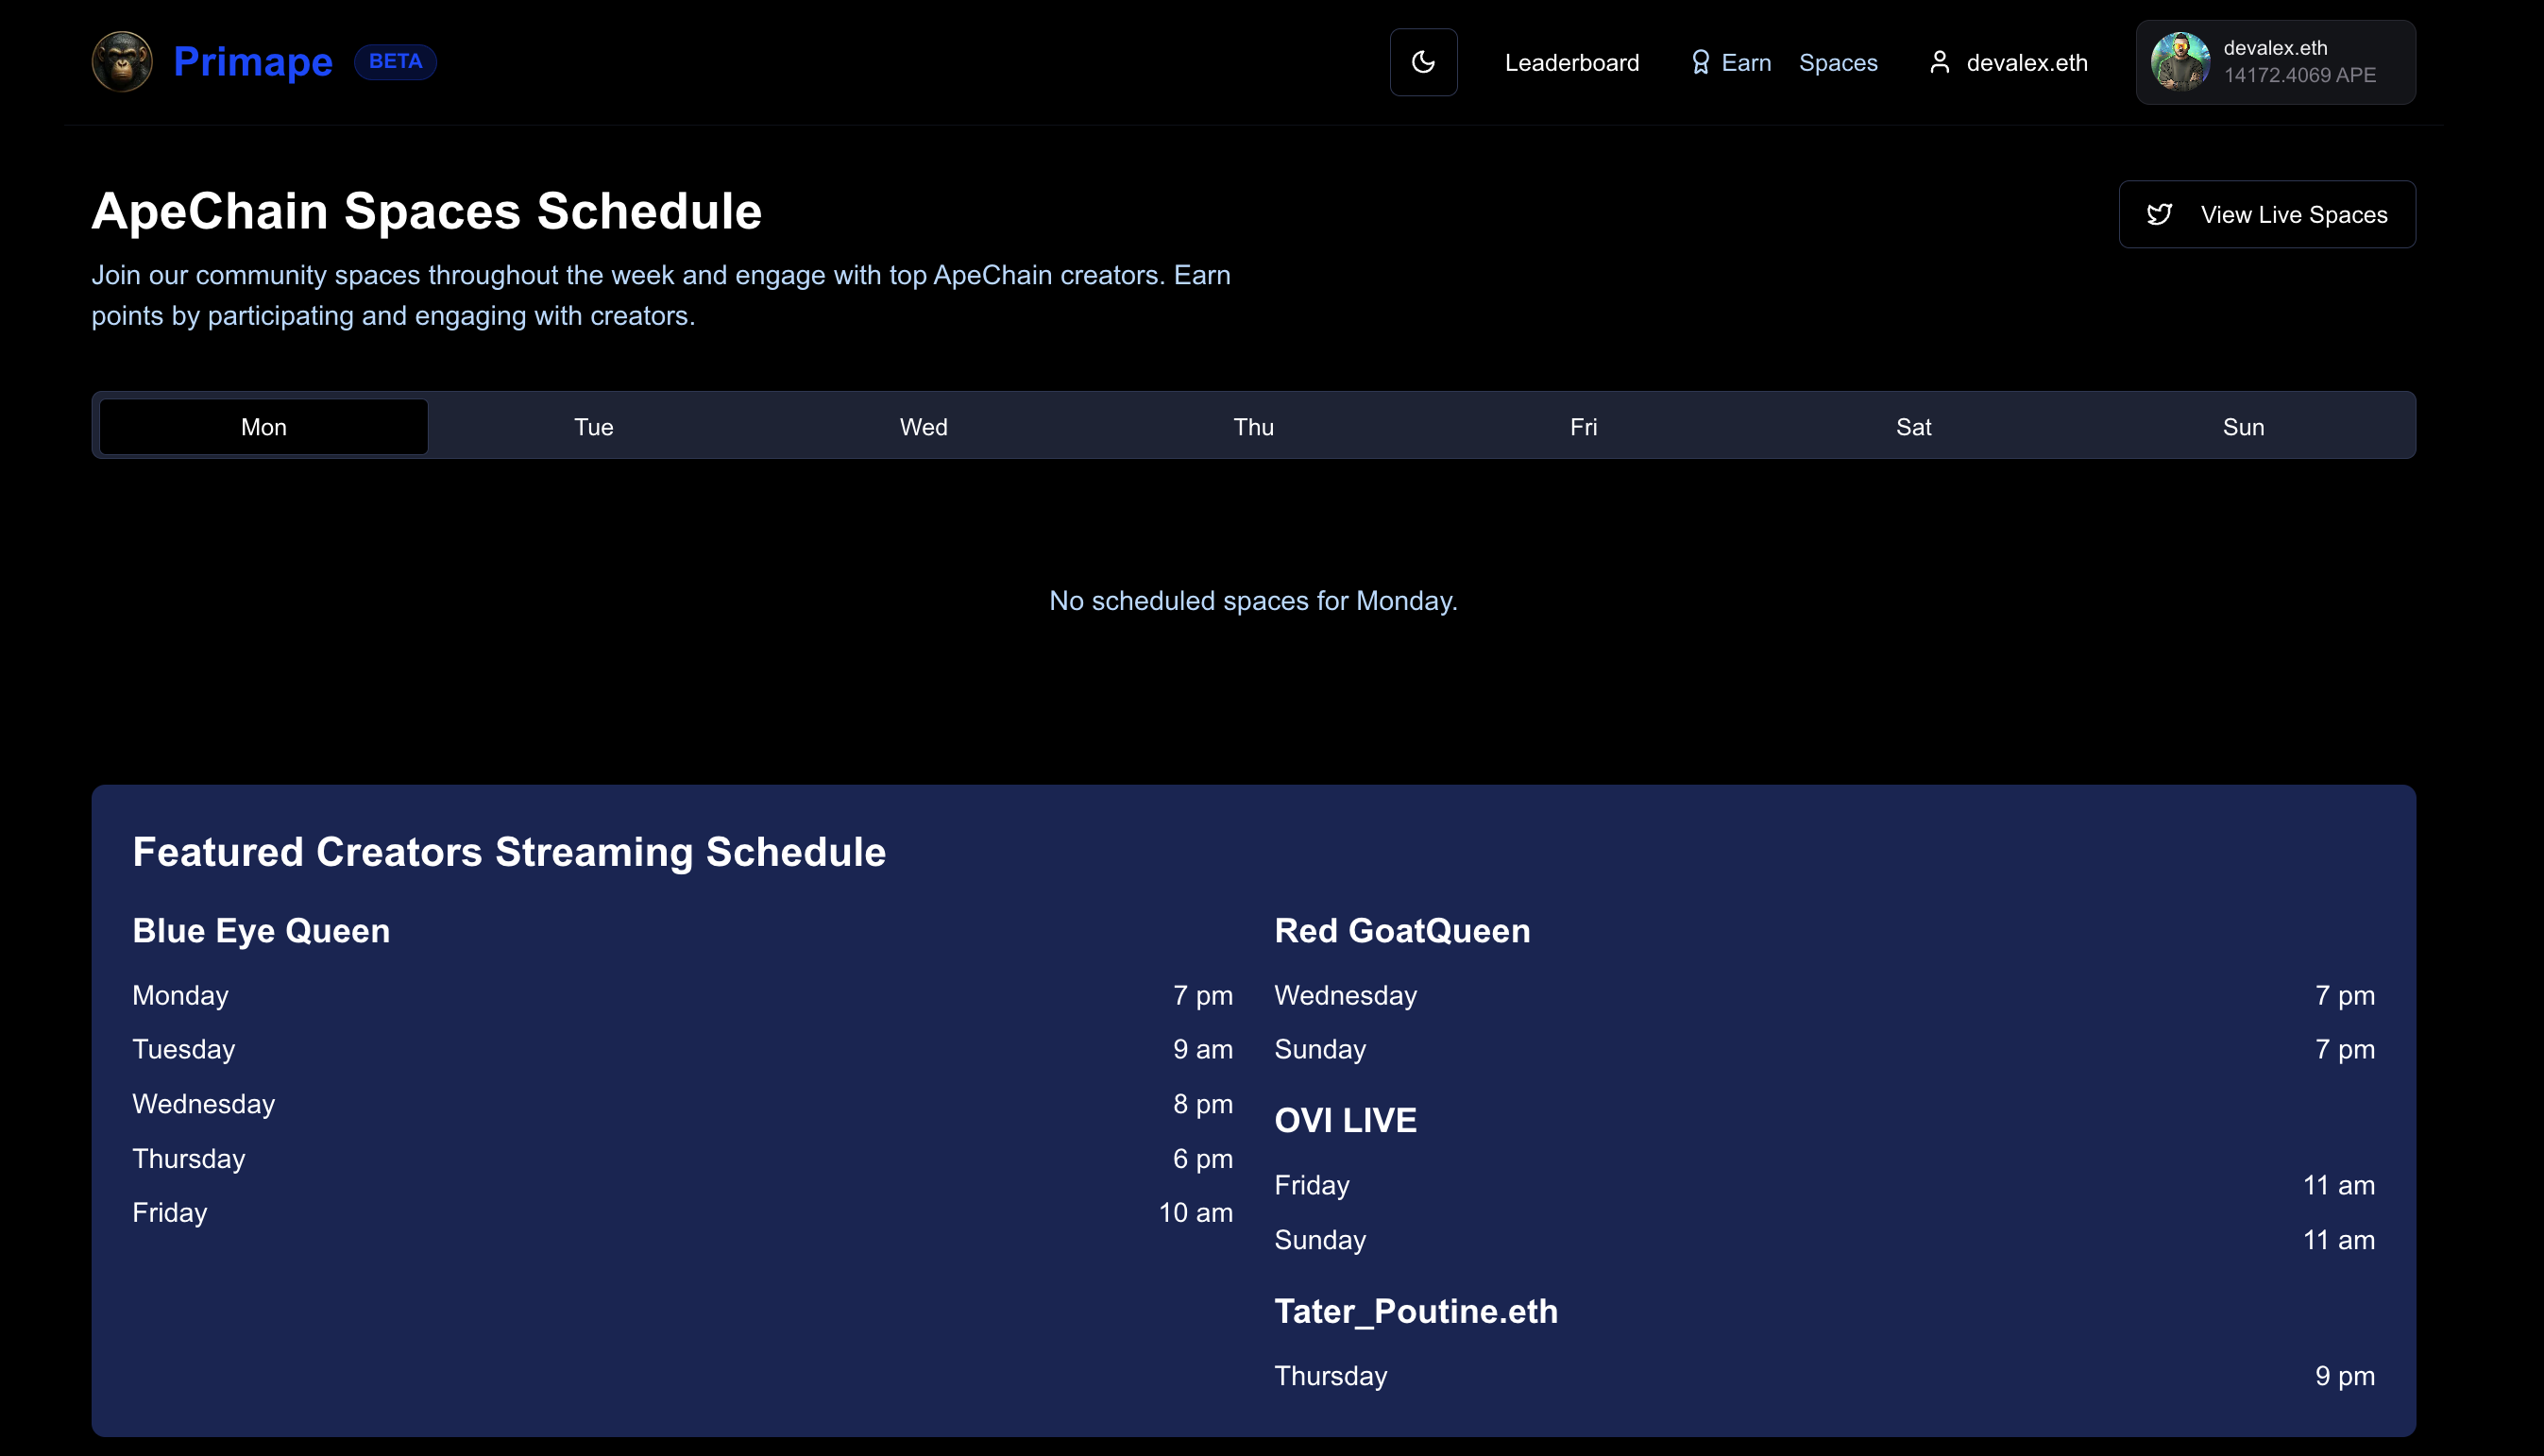 Primape BETA
Leaderboard Earn Spaces devalex.eth
devalex.eth
14172.4069 APE
ApeChain Spaces Schedule
View Live Spaces
Join our community spaces throughout the week and engage with top ApeChain creators. Earn
points by participating and engaging with creators.
Mon Tue Wed Thu Fri Sat Sun
No scheduled spaces for Monday.
Featured Creators Streaming Schedule
Blue Eye Queen
Monday 7 pm
Tuesday 9 am
Wednesday 8 pm
Thursday 6 pm
Friday 10 am
Red GoatQueen
Wednesday 7 pm
Sunday 7 pm
OVI LIVE
Friday 11 am
Sunday 11 am
Tater_Poutine.eth
Thursday 9 pm